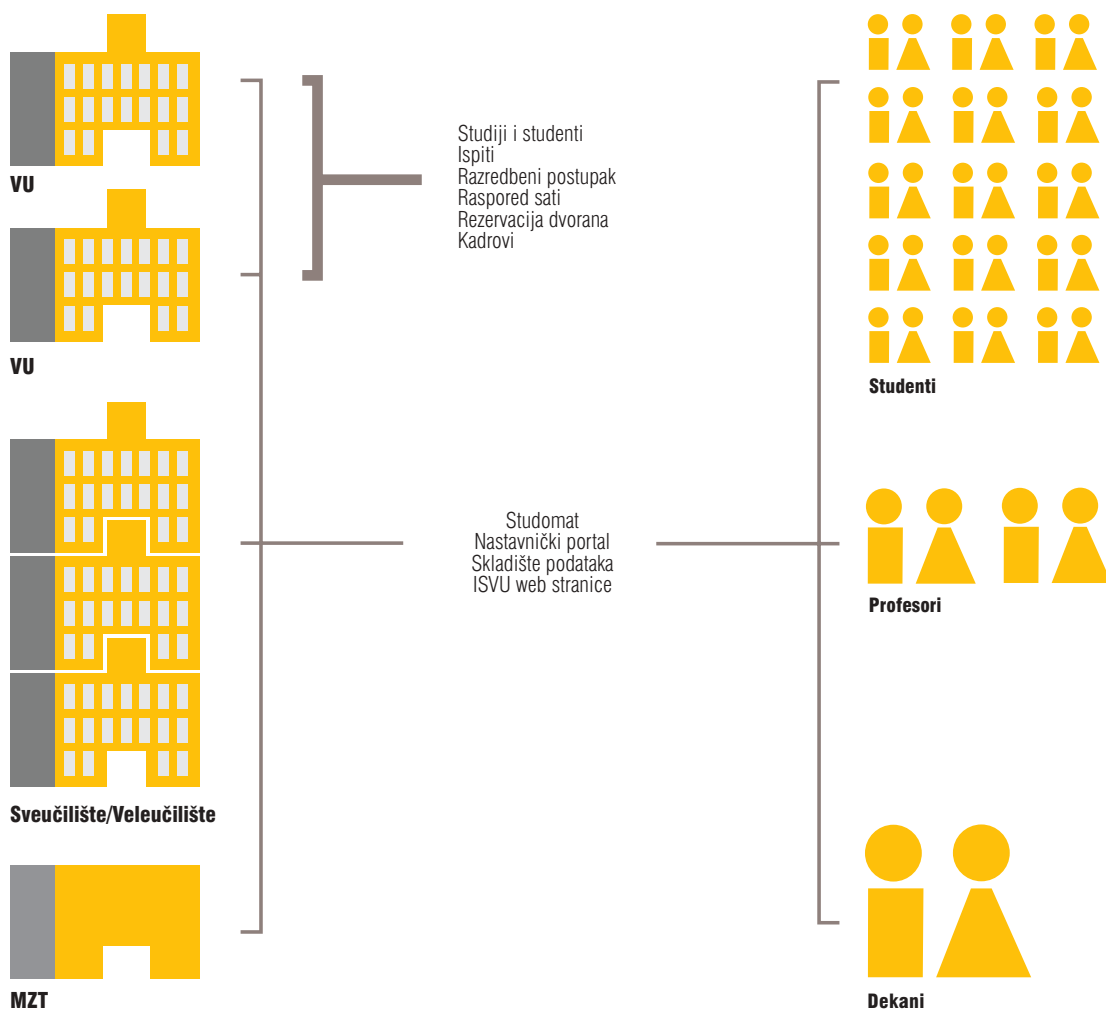 VU
VU
Sveučilište/Veleučilište
MZT
Studiji i studenti
Ispiti
Razredbeni postupak
Raspored sati
Rezervacija dvorana
Kadrovi
Studomat
Nastavnički portal
Skladište podataka
ISVU web stranice
Studenti
Profesori
Dekani